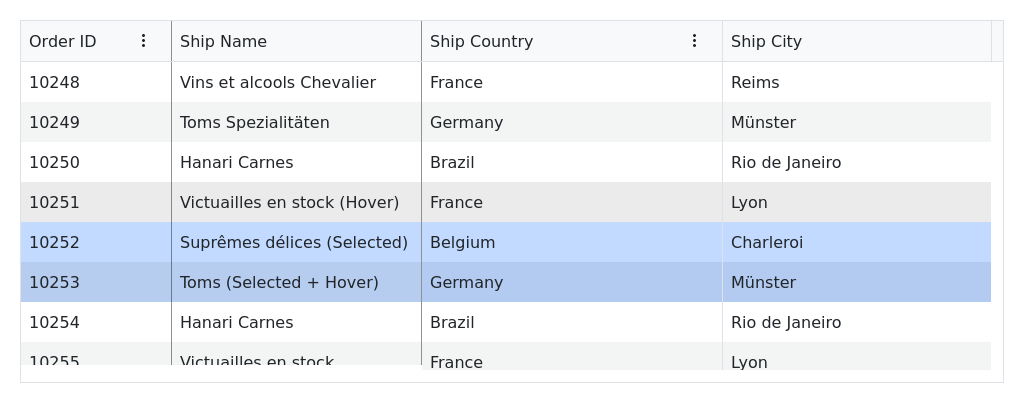 Order ID Ship Name Ship Country Ship City
10248 Vins et alcools Chevalier France Reims
10249 Toms Spezialitäten Germany Münster
10250 Hanari Carnes Brazil Rio de Janeiro
10251 Victuailles en stock (Hover) France Lyon
10252 Suprêmes délices (Selected) Belgium Charleroi
10253 Toms (Selected + Hover) Germany Münster
10254 Hanari Carnes Brazil Rio de Janeiro
10255 Victuailles en stock France Lyon